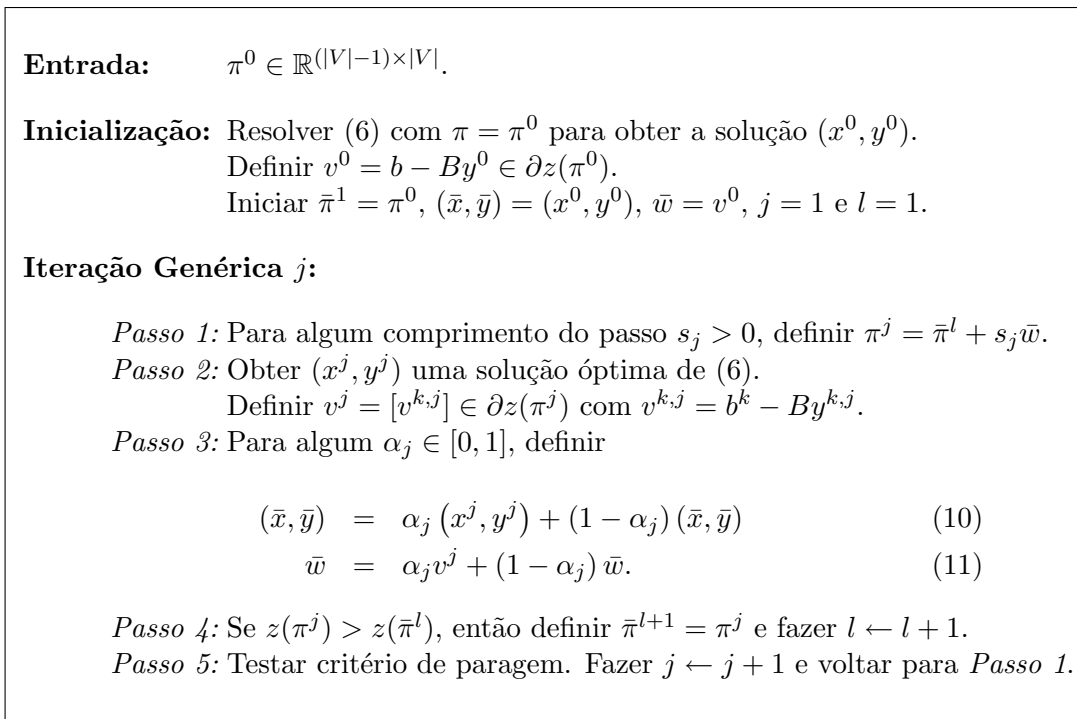 Entrada: π⁰ ∈ ℝ^{(|V|−1)×|V|}.
Inicialização: Resolver (6) com π = π⁰ para obter a solução (x⁰, y⁰).
Definir v⁰ = b − By⁰ ∈ ∂z(π⁰).
Iniciar π̄¹ = π⁰, (x̄, ȳ) = (x⁰, y⁰), w̄ = v⁰, j = 1 e l = 1.
Iteração Genérica j:
Passo 1: Para algum comprimento do passo s_j > 0, definir π^j = π̄^l + s_j w̄.
Passo 2: Obter (x^j, y^j) uma solução óptima de (6).
Definir v^j = [v^{k,j}] ∈ ∂z(π^j) com v^{k,j} = b^k − By^{k,j}.
Passo 3: Para algum α_j ∈ [0, 1], definir
(x̄, ȳ) = α_j (x^j, y^j) + (1 − α_j) (x̄, ȳ) (10)
w̄ = α_j v^j + (1 − α_j) w̄. (11)
Passo 4: Se z(π^j) > z(π̄^l), então definir π̄^{l+1} = π^j e fazer l ← l + 1.
Passo 5: Testar critério de paragem. Fazer j ← j + 1 e voltar para Passo 1.